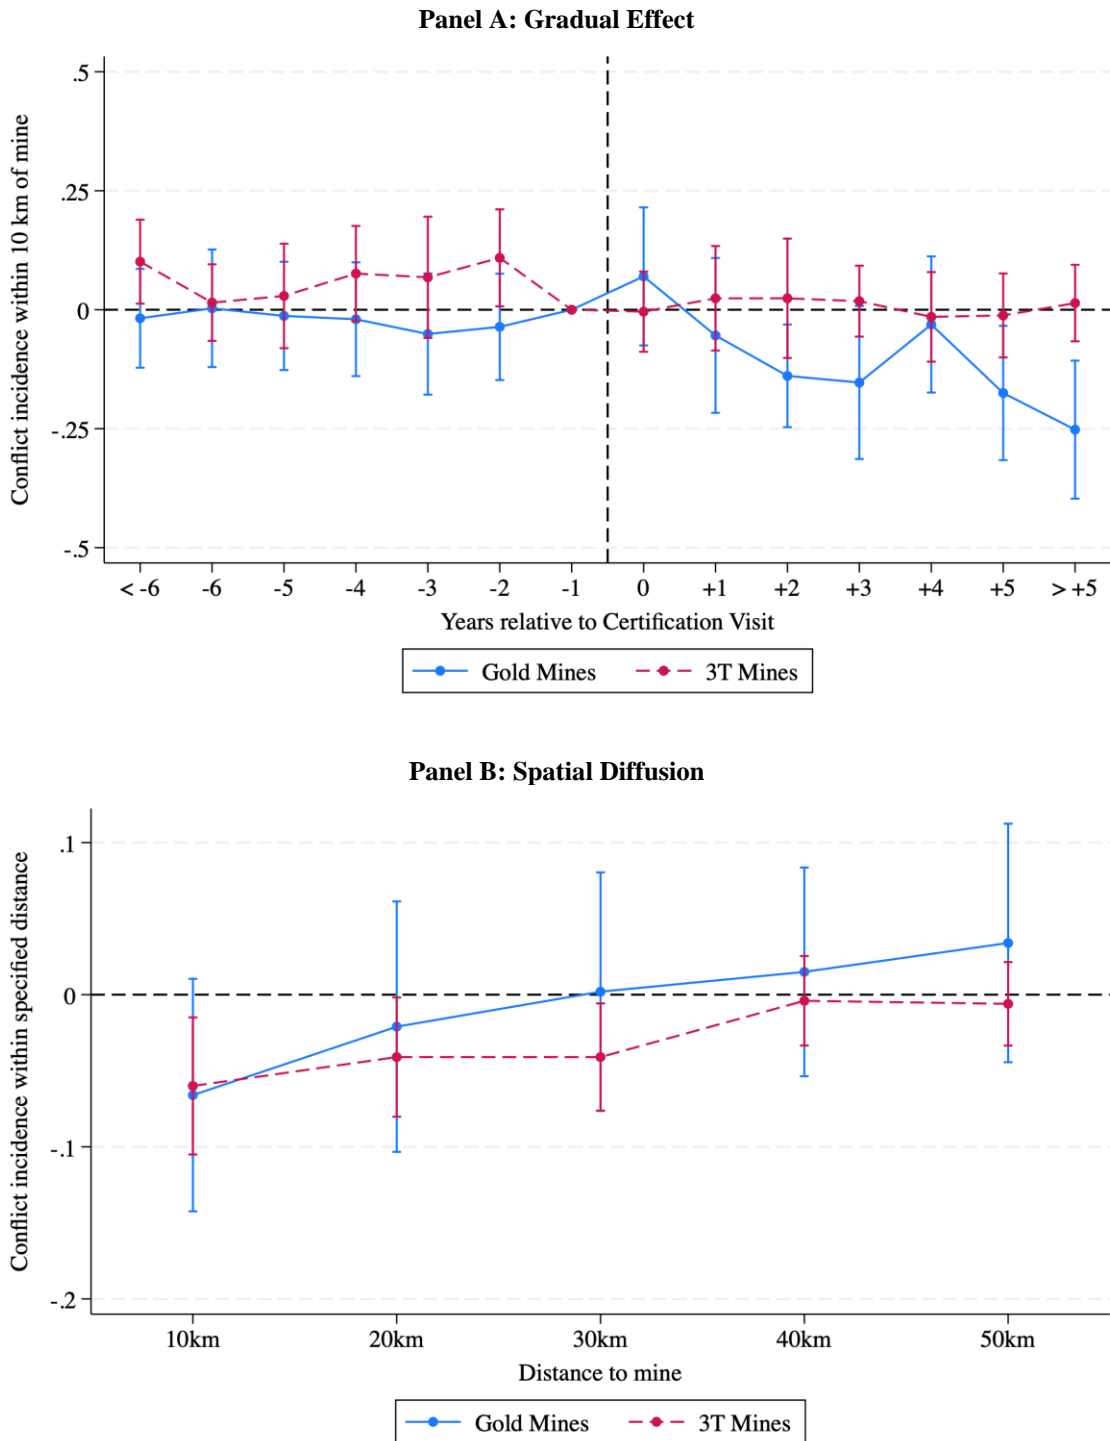 Panel A: Gradual Effect
Conflict incidence within 10 km of mine
.5
.25
0
-.25
-.5
< -6 -6 -5 -4 -3 -2 -1 0 +1 +2 +3 +4 +5 > +5
Years relative to Certification Visit
Gold Mines 3T Mines
Panel B: Spatial Diffusion
Conflict incidence within specified distance
.1
0
-.1
-.2
10km 20km 30km 40km 50km
Distance to mine
Gold Mines 3T Mines